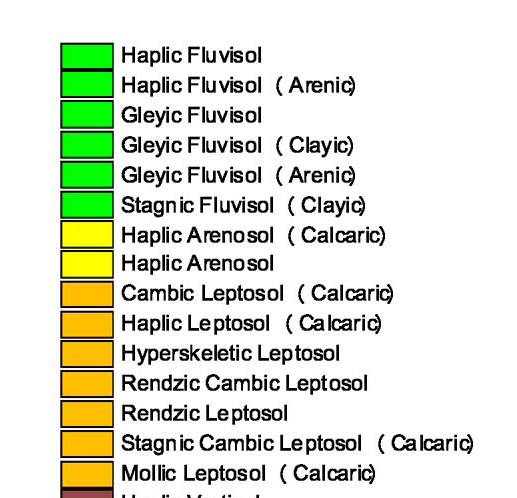 Haplic Fluvisol
Haplic Fluvisol ( Arenic)
Gleyic Fluvisol
Gleyic Fluvisol ( Clayic)
Gleyic Fluvisol ( Arenic)
Stagnic Fluvisol ( Clayic)
Haplic Arenosol ( Calcaric)
Haplic Arenosol
Cambic Leptosol ( Calcaric)
Haplic Leptosol ( Calcaric)
Hyperskeletic Leptosol
Rendzic Cambic Leptosol
Rendzic Leptosol
Stagnic Cambic Leptosol ( Calcaric)
Mollic Leptosol ( Calcaric)